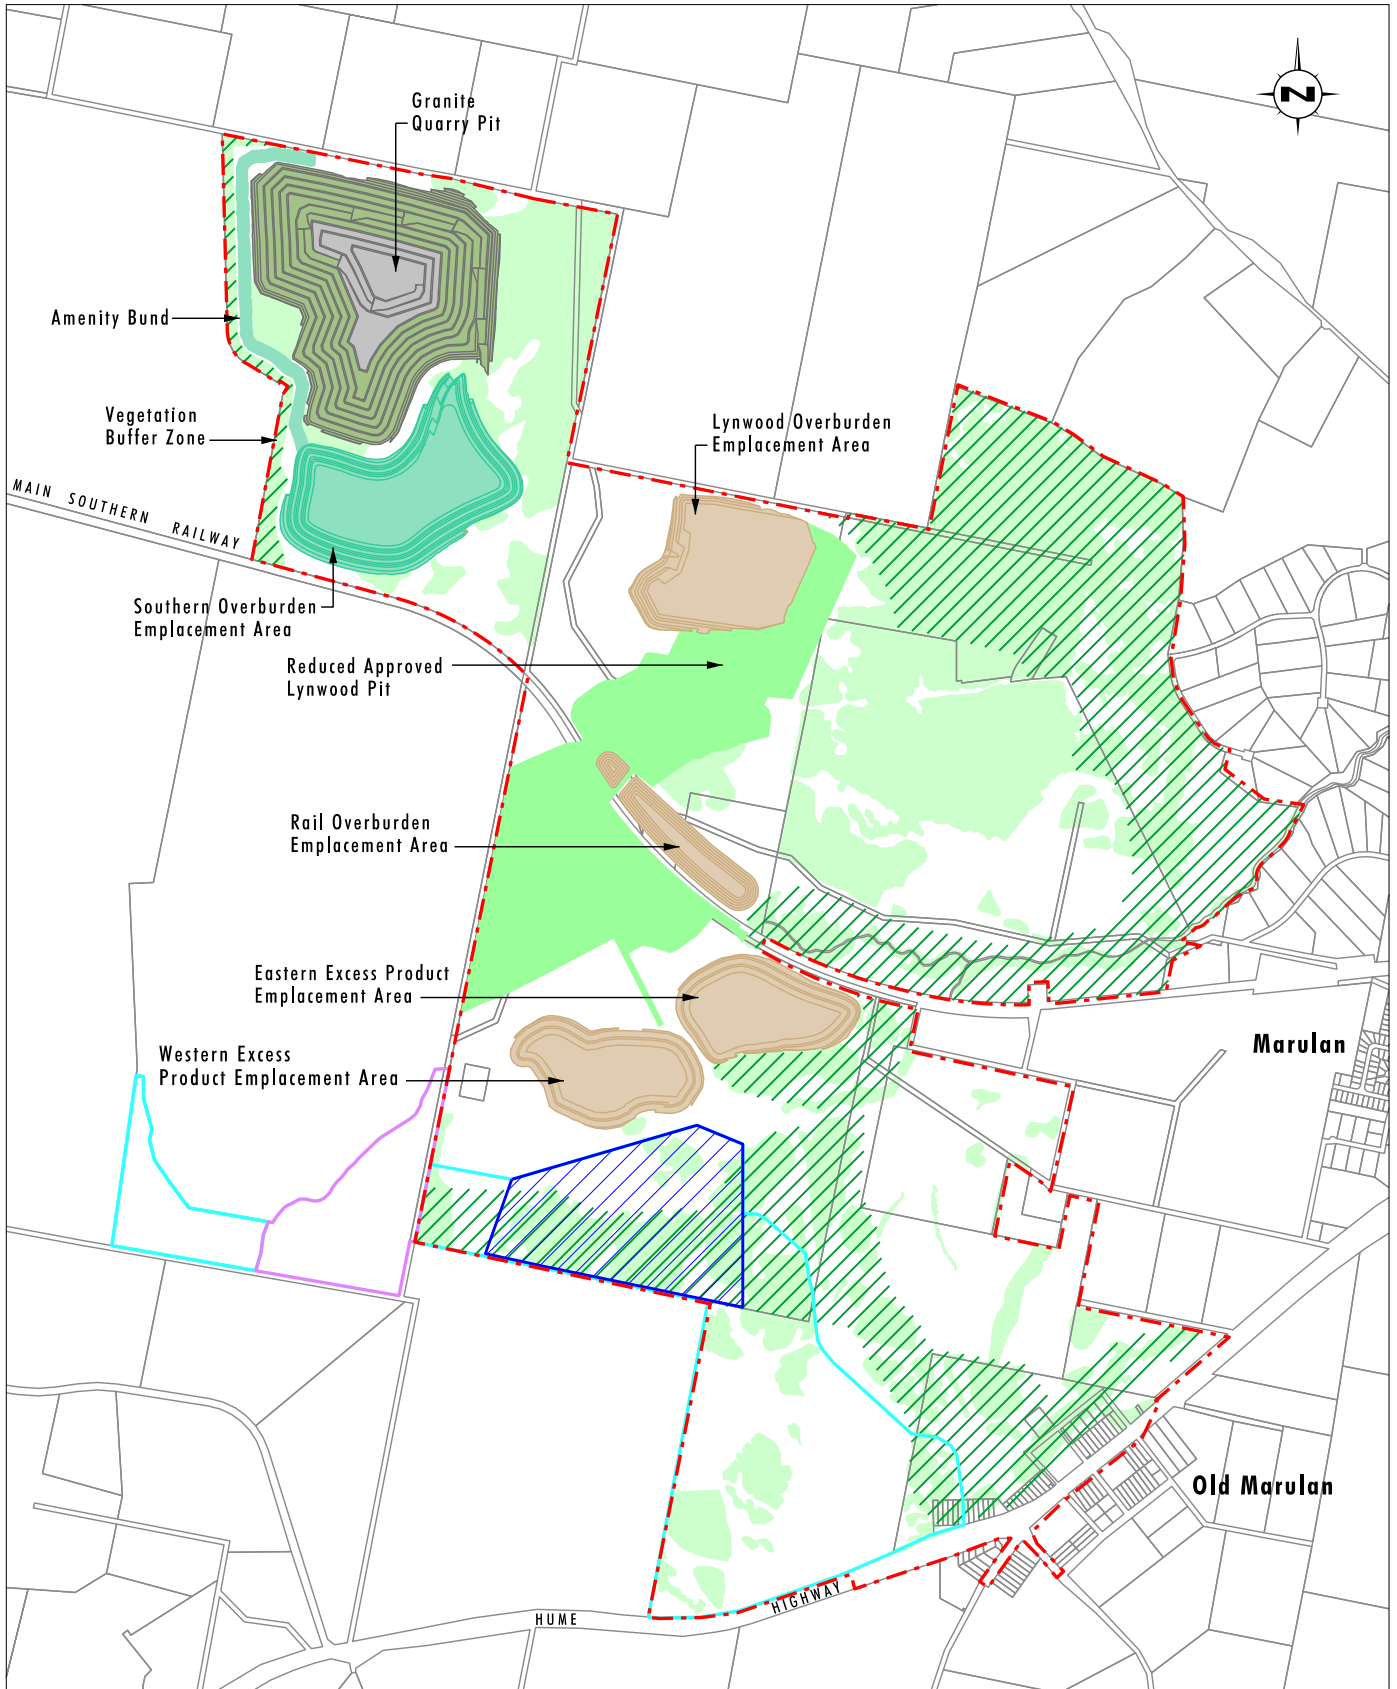 N
Granite
Quarry Pit
Amenity Bund
Vegetation
Buffer Zone
Lynwood Overburden
Emplacement Area
MAIN SOUTHERN RAILWAY
Southern Overburden
Emplacement Area
Reduced Approved
Lynwood Pit
Rail Overburden
Emplacement Area
Eastern Excess Product
Emplacement Area
Western Excess
Product Emplacement Area
Marulan
Old Marulan
HUME HIGHWAY